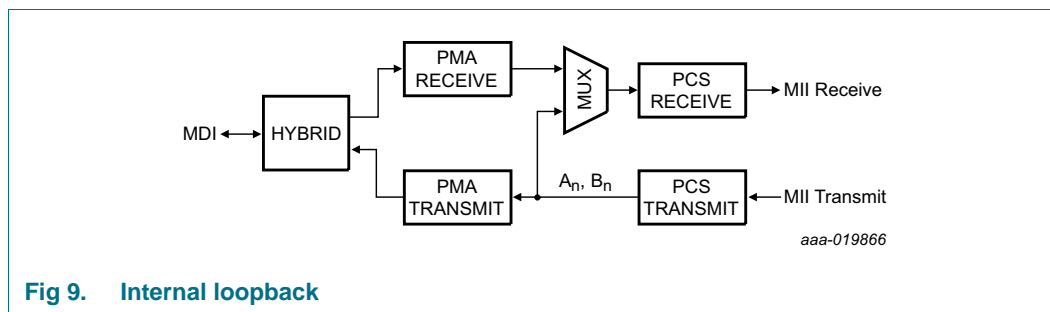 PMA
RECEIVE
MUX
PCS
RECEIVE
MII Receive
MDI
HYBRID
PMA
TRANSMIT
Aₙ, Bₙ
PCS
TRANSMIT
MII Transmit
aaa-019866
Fig 9. Internal loopback